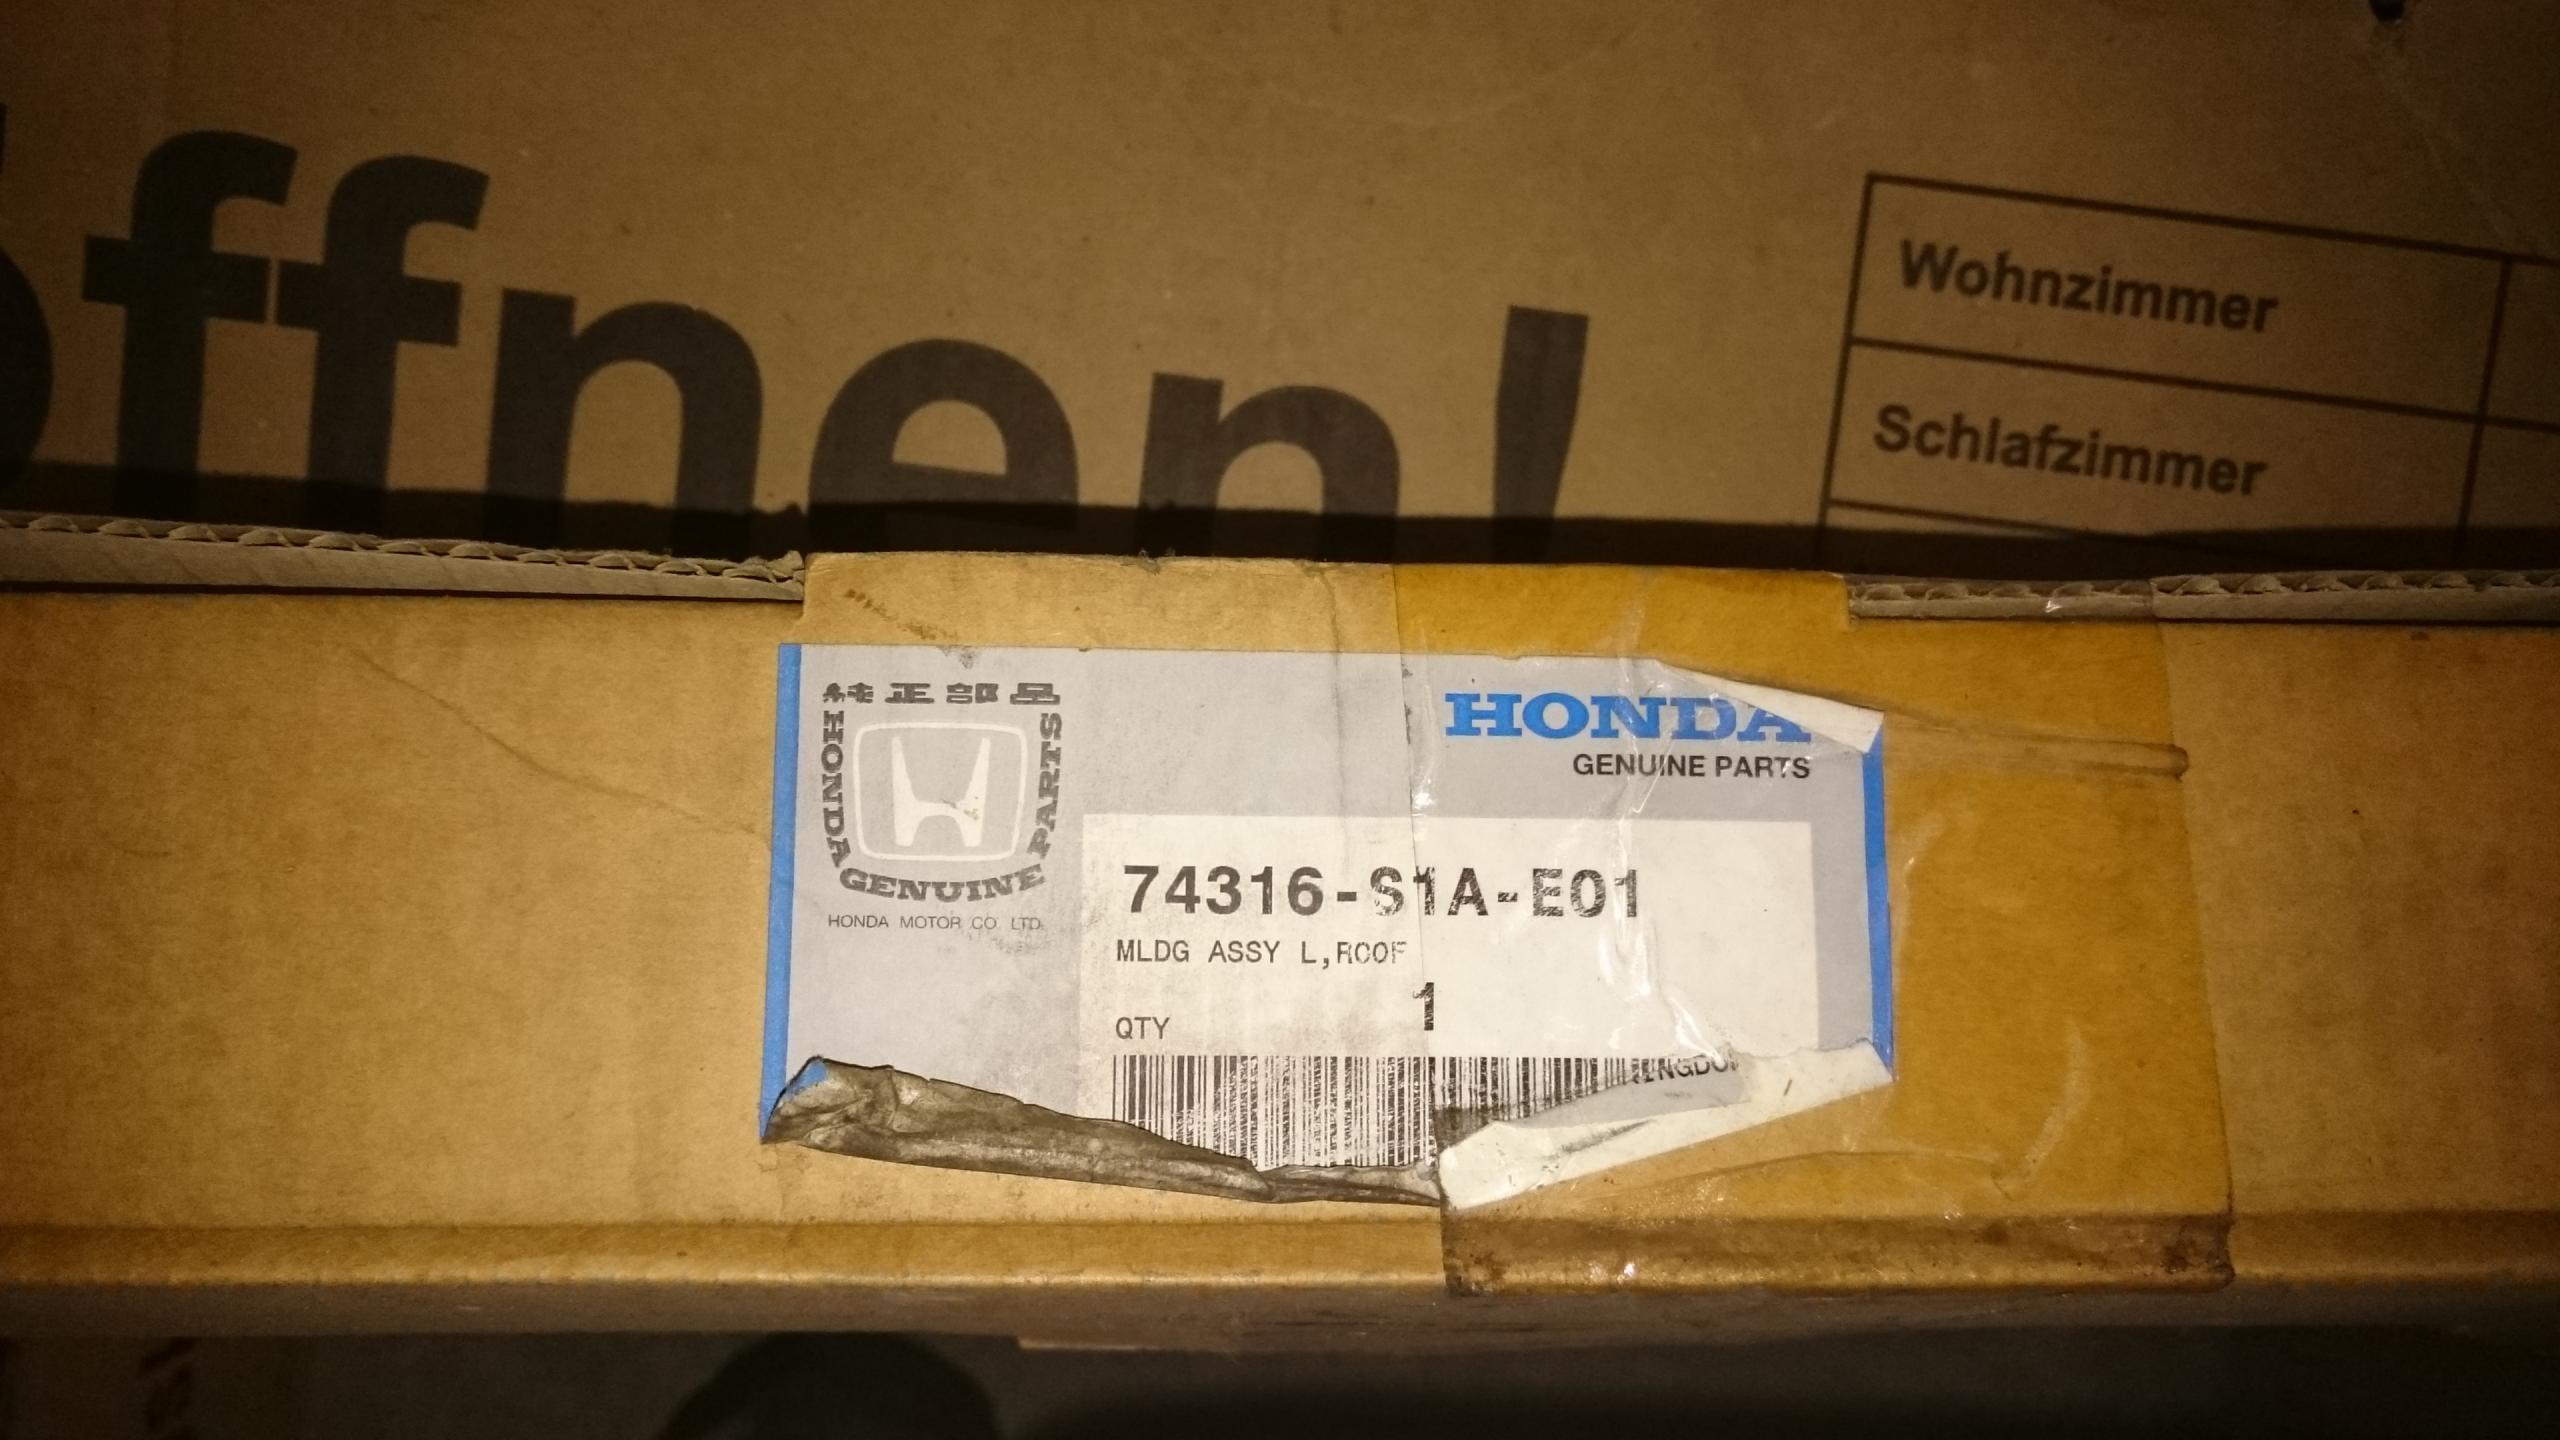 öffnen!
Wohnzimmer
Schlafzimmer
純正部品
HONDA GENUINE PARTS
HONDA MOTOR CO. LTD.
HONDA
GENUINE PARTS
74316-S1A-E01
MLDG ASSY L,ROOF
1
QTY